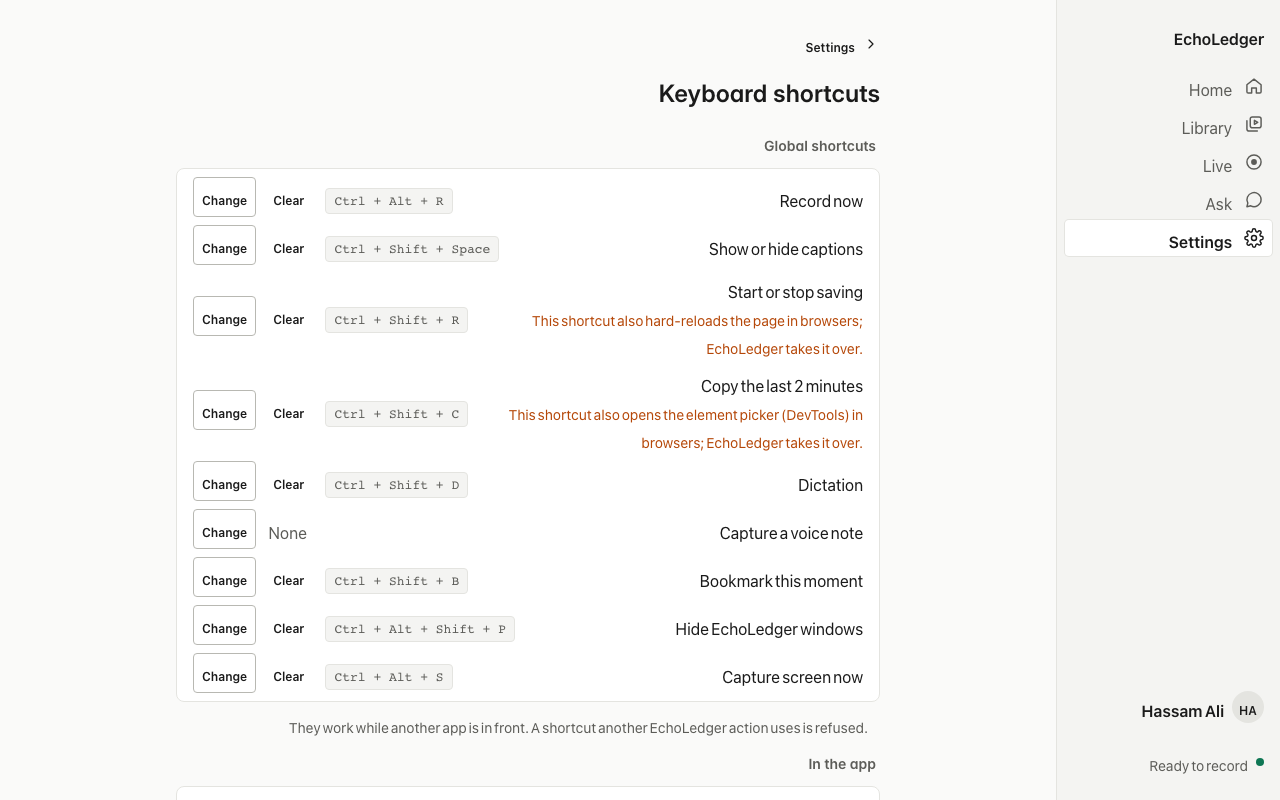 EchoLedger
Home
Library
Live
Ask
Settings
Hassam Ali
HA
Ready to record
Settings
Keyboard shortcuts
Global shortcuts
Record now
Ctrl + Alt + R
Clear
Change
Show or hide captions
Ctrl + Shift + Space
Clear
Change
Start or stop saving
This shortcut also hard-reloads the page in browsers;
EchoLedger takes it over.
Ctrl + Shift + R
Clear
Change
Copy the last 2 minutes
This shortcut also opens the element picker (DevTools) in
browsers; EchoLedger takes it over.
Ctrl + Shift + C
Clear
Change
Dictation
Ctrl + Shift + D
Clear
Change
Capture a voice note
None
Change
Bookmark this moment
Ctrl + Shift + B
Clear
Change
Hide EchoLedger windows
Ctrl + Alt + Shift + P
Clear
Change
Capture screen now
Ctrl + Alt + S
Clear
Change
They work while another app is in front. A shortcut another EchoLedger action uses is refused.
In the app